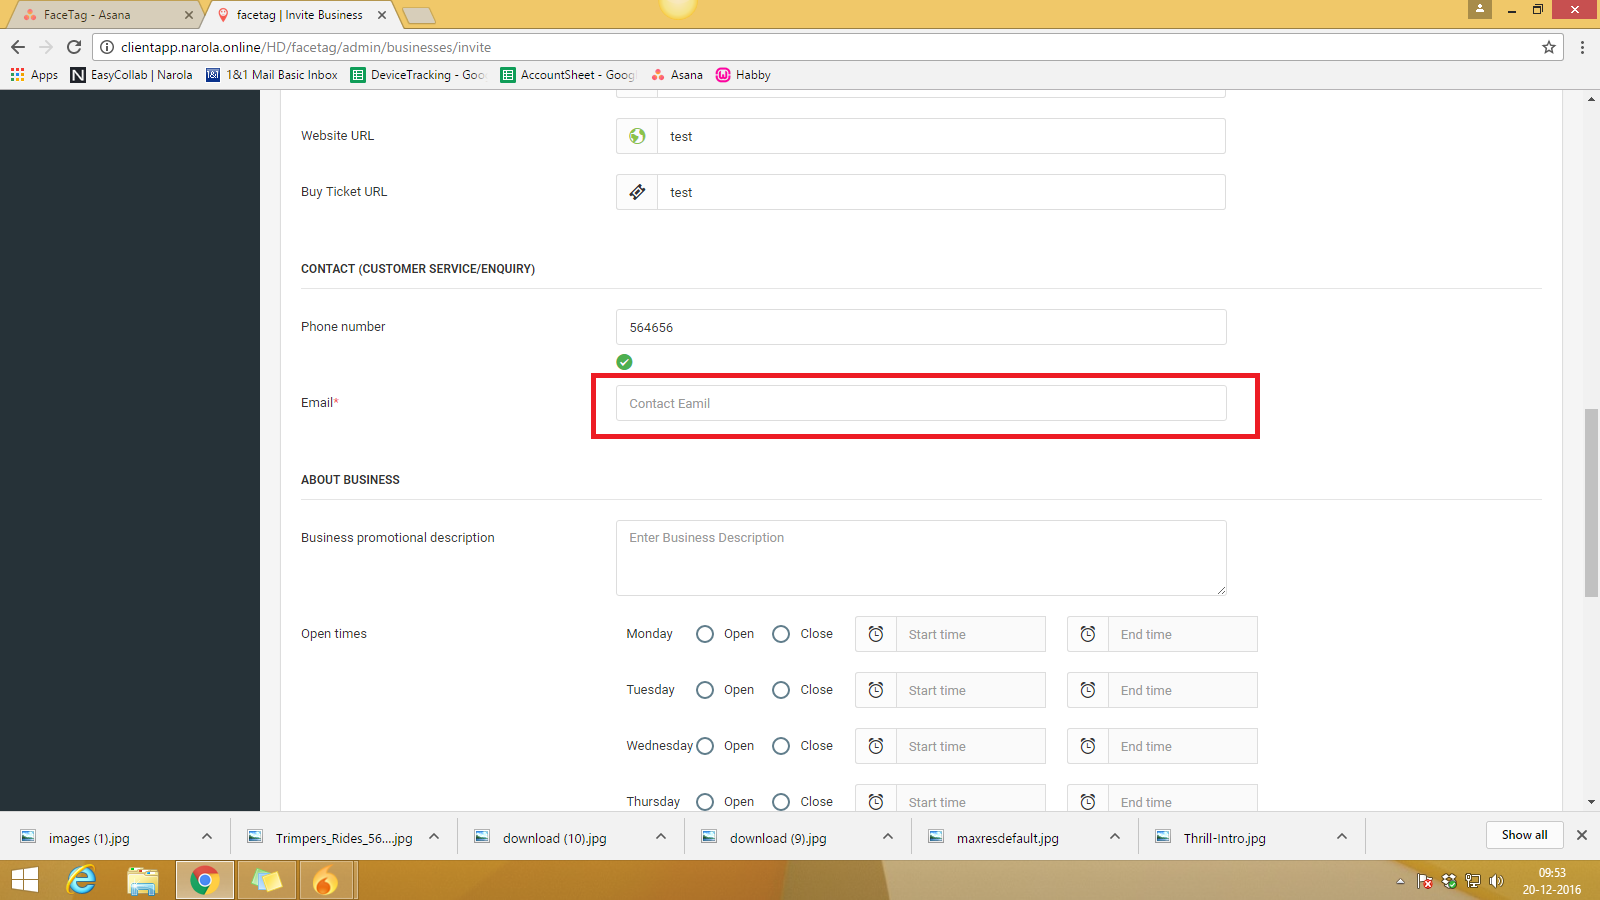 FaceTag - Asana
facetag | Invite Business
clientapp.narola.online/HD/facetag/admin/businesses/invite
Apps
EasyCollab | Narola
1&1 Mail Basic Inbox
DeviceTracking - Goo
AccountSheet - Goog
Asana
Habby
Website URL
test
Buy Ticket URL
test
CONTACT (CUSTOMER SERVICE/ENQUIRY)
Phone number
564656
Email*
Contact Eamil
ABOUT BUSINESS
Business promotional description
Enter Business Description
Open times
Monday Open Close Start time End time
Tuesday Open Close Start time End time
Wednesday Open Close Start time End time
Thursday Open Close Start time End time
images (1).jpg
Trimpers_Rides_56....jpg
download (10).jpg
download (9).jpg
maxresdefault.jpg
Thrill-Intro.jpg
Show all
09:53
20-12-2016